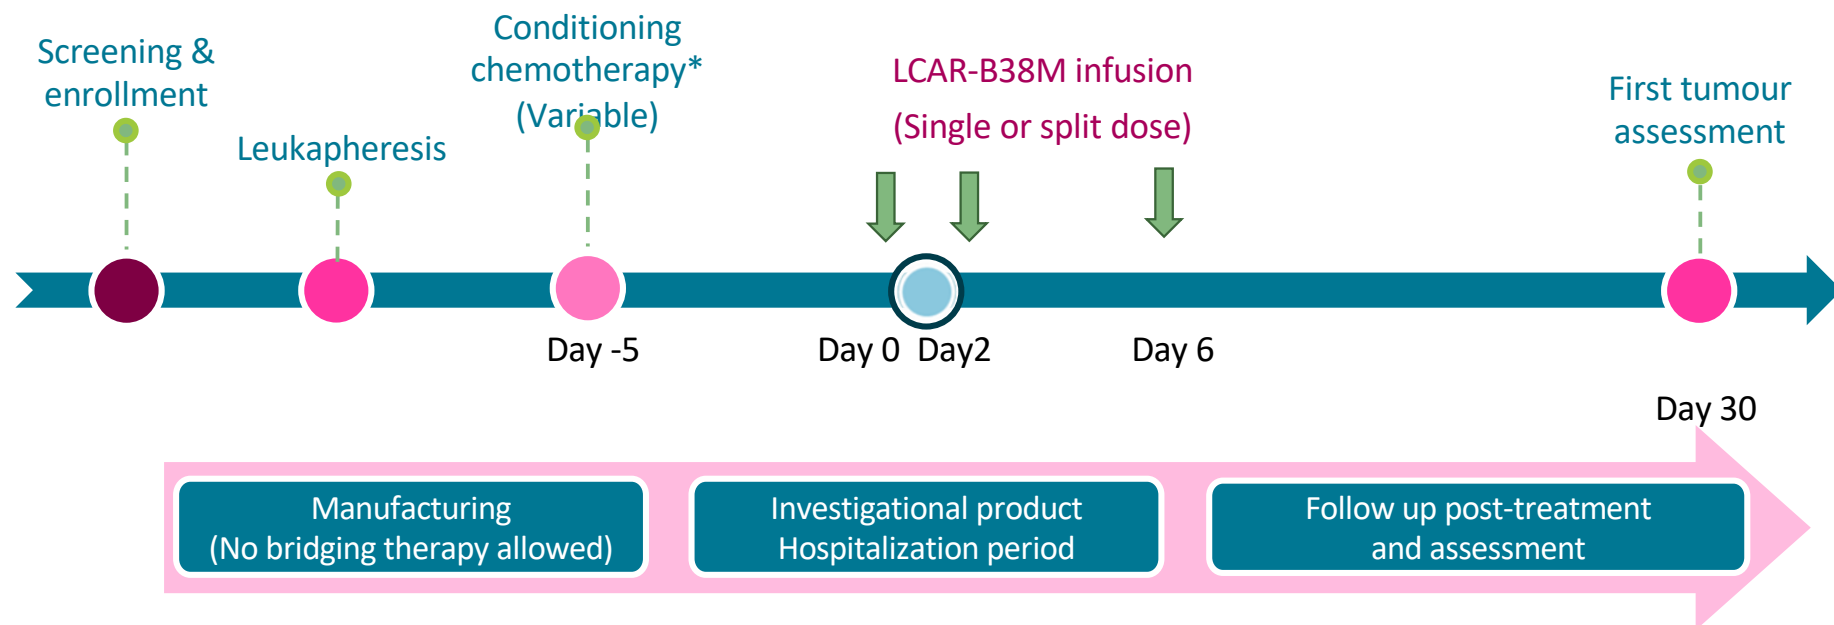 Screening &
enrollment
Leukapheresis
Conditioning
chemotherapy*
(Variable)
LCAR-B38M infusion
(Single or split dose)
First tumour
assessment
Day -5
Day 0
Day2
Day 6
Day 30
Manufacturing
(No bridging therapy allowed)
Investigational product
Hospitalization period
Follow up post-treatment
and assessment